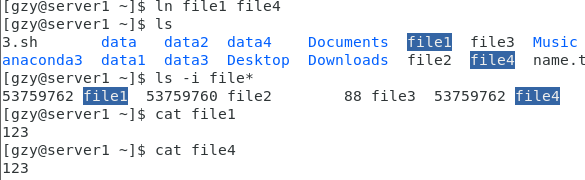 [gzy@server1 ~]$ ln file1 file4
[gzy@server1 ~]$ ls
3.sh data data2 data4 Documents file1 file3 Music
anaconda3 data1 data3 Desktop Downloads file2 file4 name.t
[gzy@server1 ~]$ ls -i file*
53759762 file1 53759760 file2 88 file3 53759762 file4
[gzy@server1 ~]$ cat file1
123
[gzy@server1 ~]$ cat file4
123